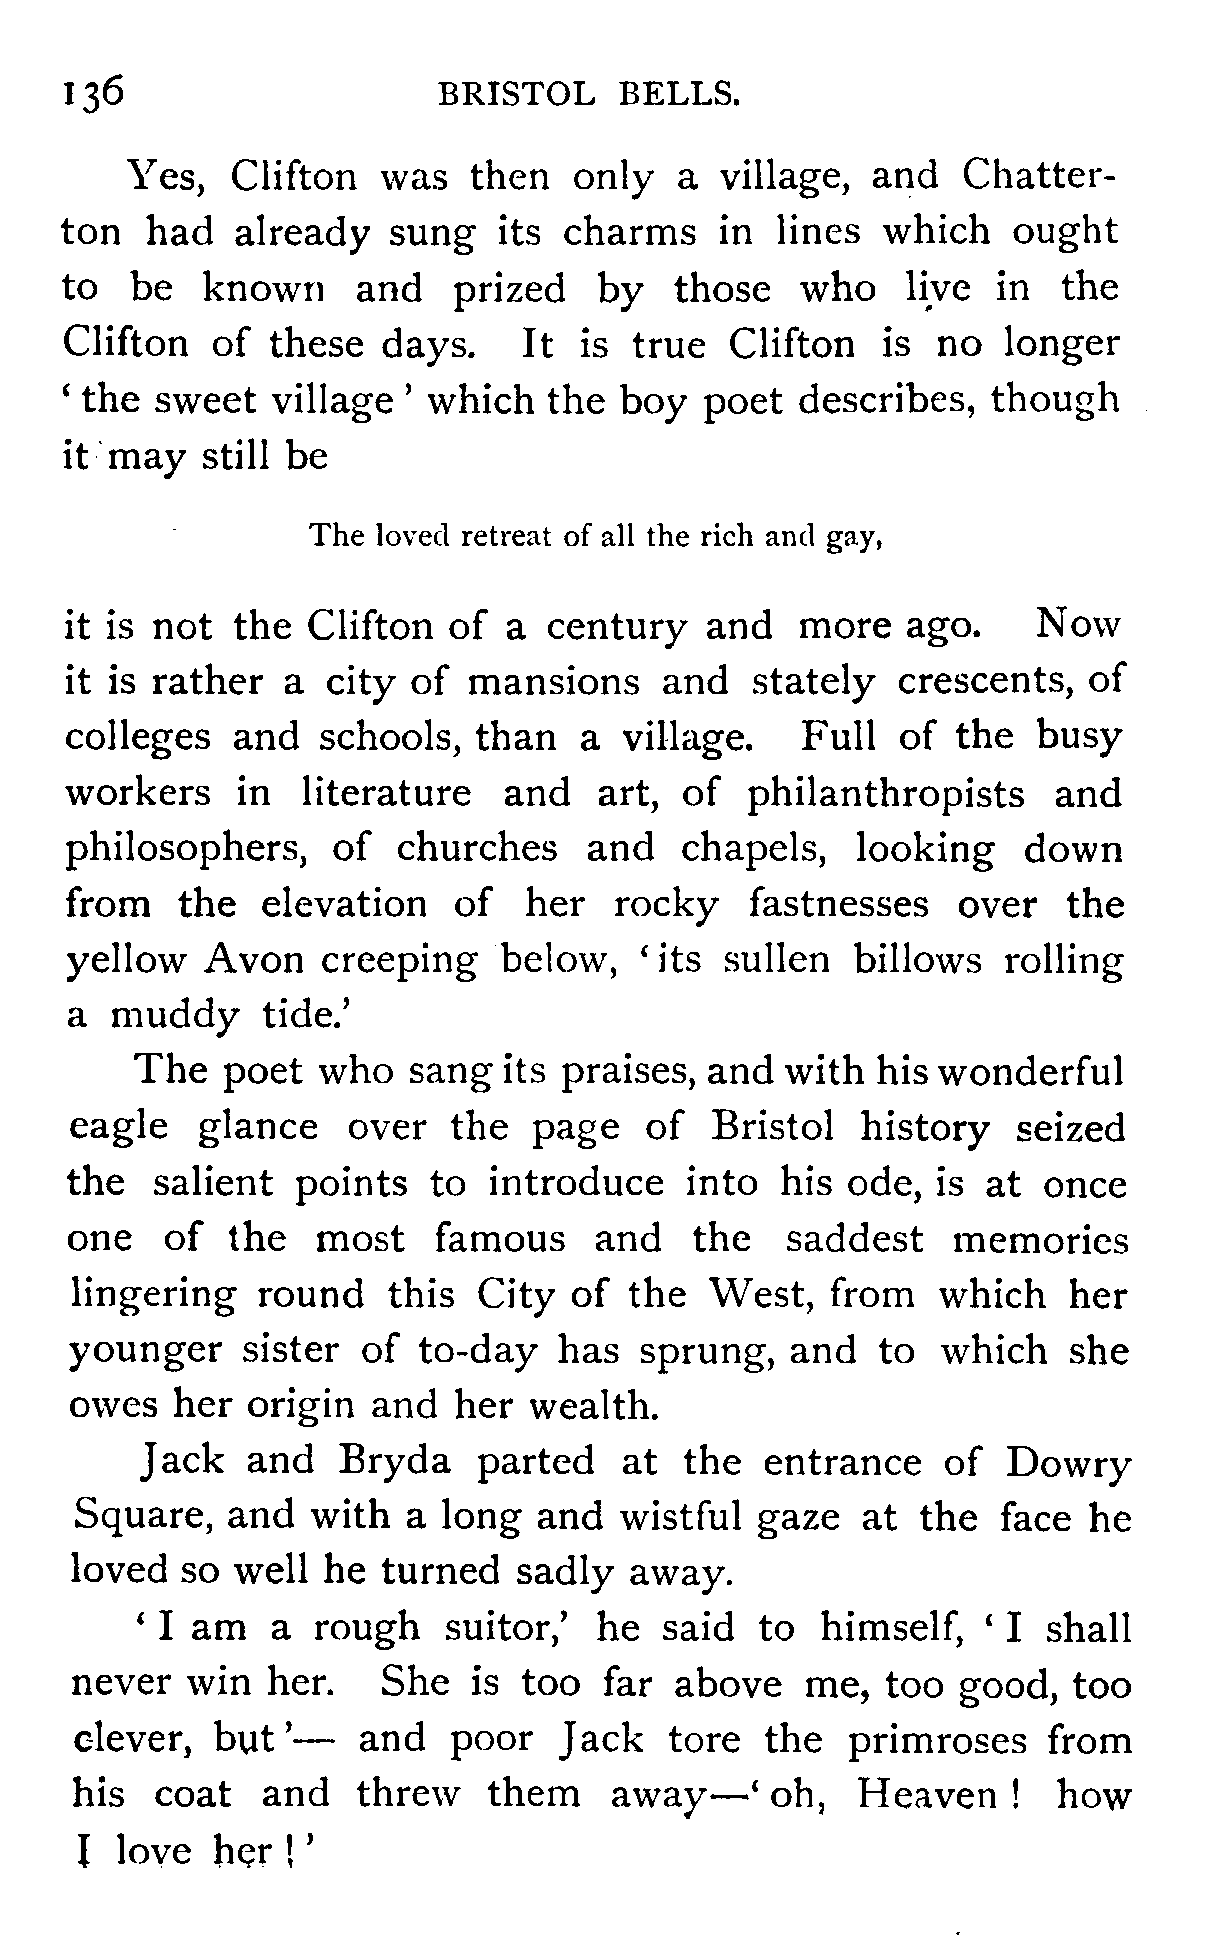 136 BRISTOL BELLS.
Yes, Clifton was then only a village, and Chatter-
ton had already sung its charms in lines which ought
to be known and prized by those who live in the
Clifton of these days. It is true Clifton is no longer
‘ the sweet village ’ which the boy poet describes, though
it may still be
The loved retreat of all the rich and gay,
it is not the Clifton of a century and more ago. Now
it is rather a city of mansions and stately crescents, of
colleges and schools, than a village. Full of the busy
workers in literature and art, of philanthropists and
philosophers, of churches and chapels, looking down
from the elevation of her rocky fastnesses over the
yellow Avon creeping below, ‘ its sullen billows rolling
a muddy tide.’
The poet who sang its praises, and with his wonderful
eagle glance over the page of Bristol history seized
the salient points to introduce into his ode, is at once
one of the most famous and the saddest memories
lingering round this City of the West, from which her
younger sister of to-day has sprung, and to which she
owes her origin and her wealth.
Jack and Bryda parted at the entrance of Dowry
Square, and with a long and wistful gaze at the face he
loved so well he turned sadly away.
‘ I am a rough suitor,’ he said to himself, ‘ I shall
never win her. She is too far above me, too good, too
clever, but ’— and poor Jack tore the primroses from
his coat and threw them away—‘ oh, Heaven ! how
I love her ! ’